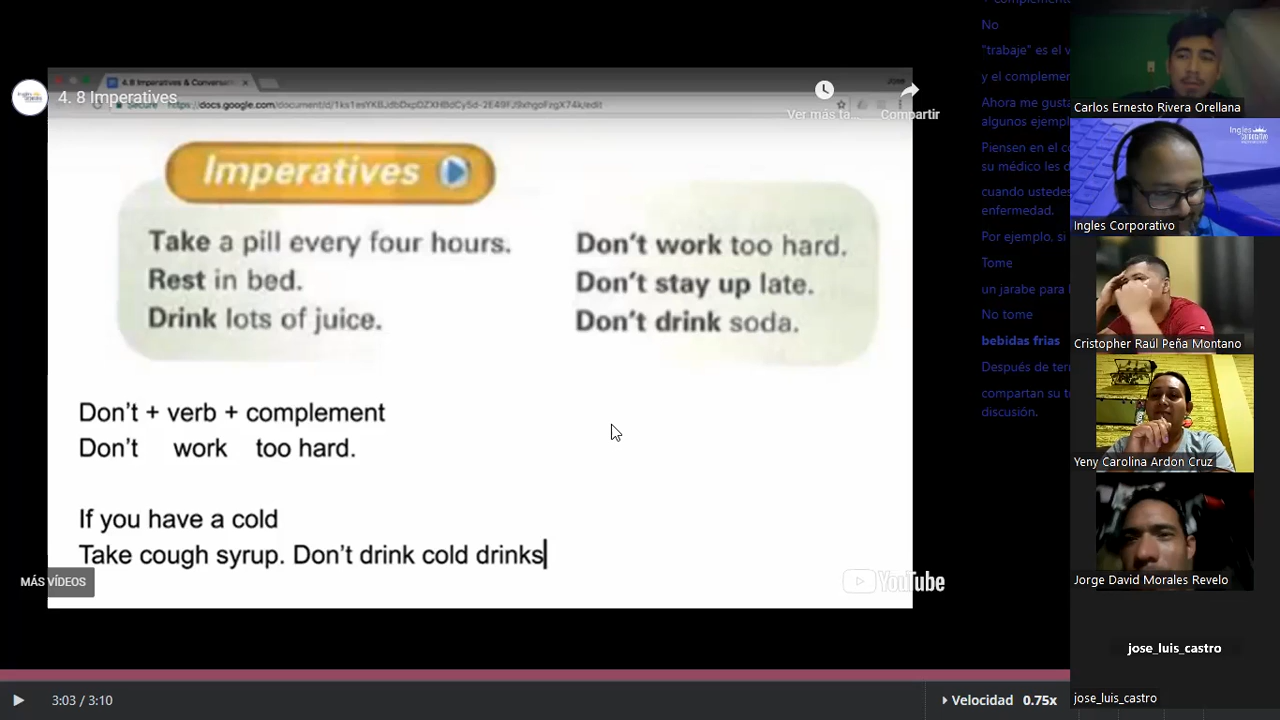 4.8 Imperatives & Conversa
4. 8 Imperatives
Ver más ta...
Compartir
Imperatives
Take a pill every four hours.
Rest in bed.
Drink lots of juice.
Don't work too hard.
Don't stay up late.
Don't drink soda.
Don't + verb + complement
Don't work too hard.
If you have a cold
Take cough syrup. Don't drink cold drinks
MÁS VÍDEOS
YouTube
3:03 / 3:10
Velocidad 0.75x
No
"trabaje" es el v
y el complemen
Ahora me gusta
algunos ejempl
Piensen en el c
su médico les d
cuando ustedes
enfermedad.
Por ejemplo, si
Tome
un jarabe para l
No tome
bebidas frias
Después de ter
compartan su t
discusión.
Carlos Ernesto Rivera Orellana
Ingles Corporativo
Cristopher Raúl Peña Montano
Yeny Carolina Ardon Cruz
Jorge David Morales Revelo
jose_luis_castro
jose_luis_castro